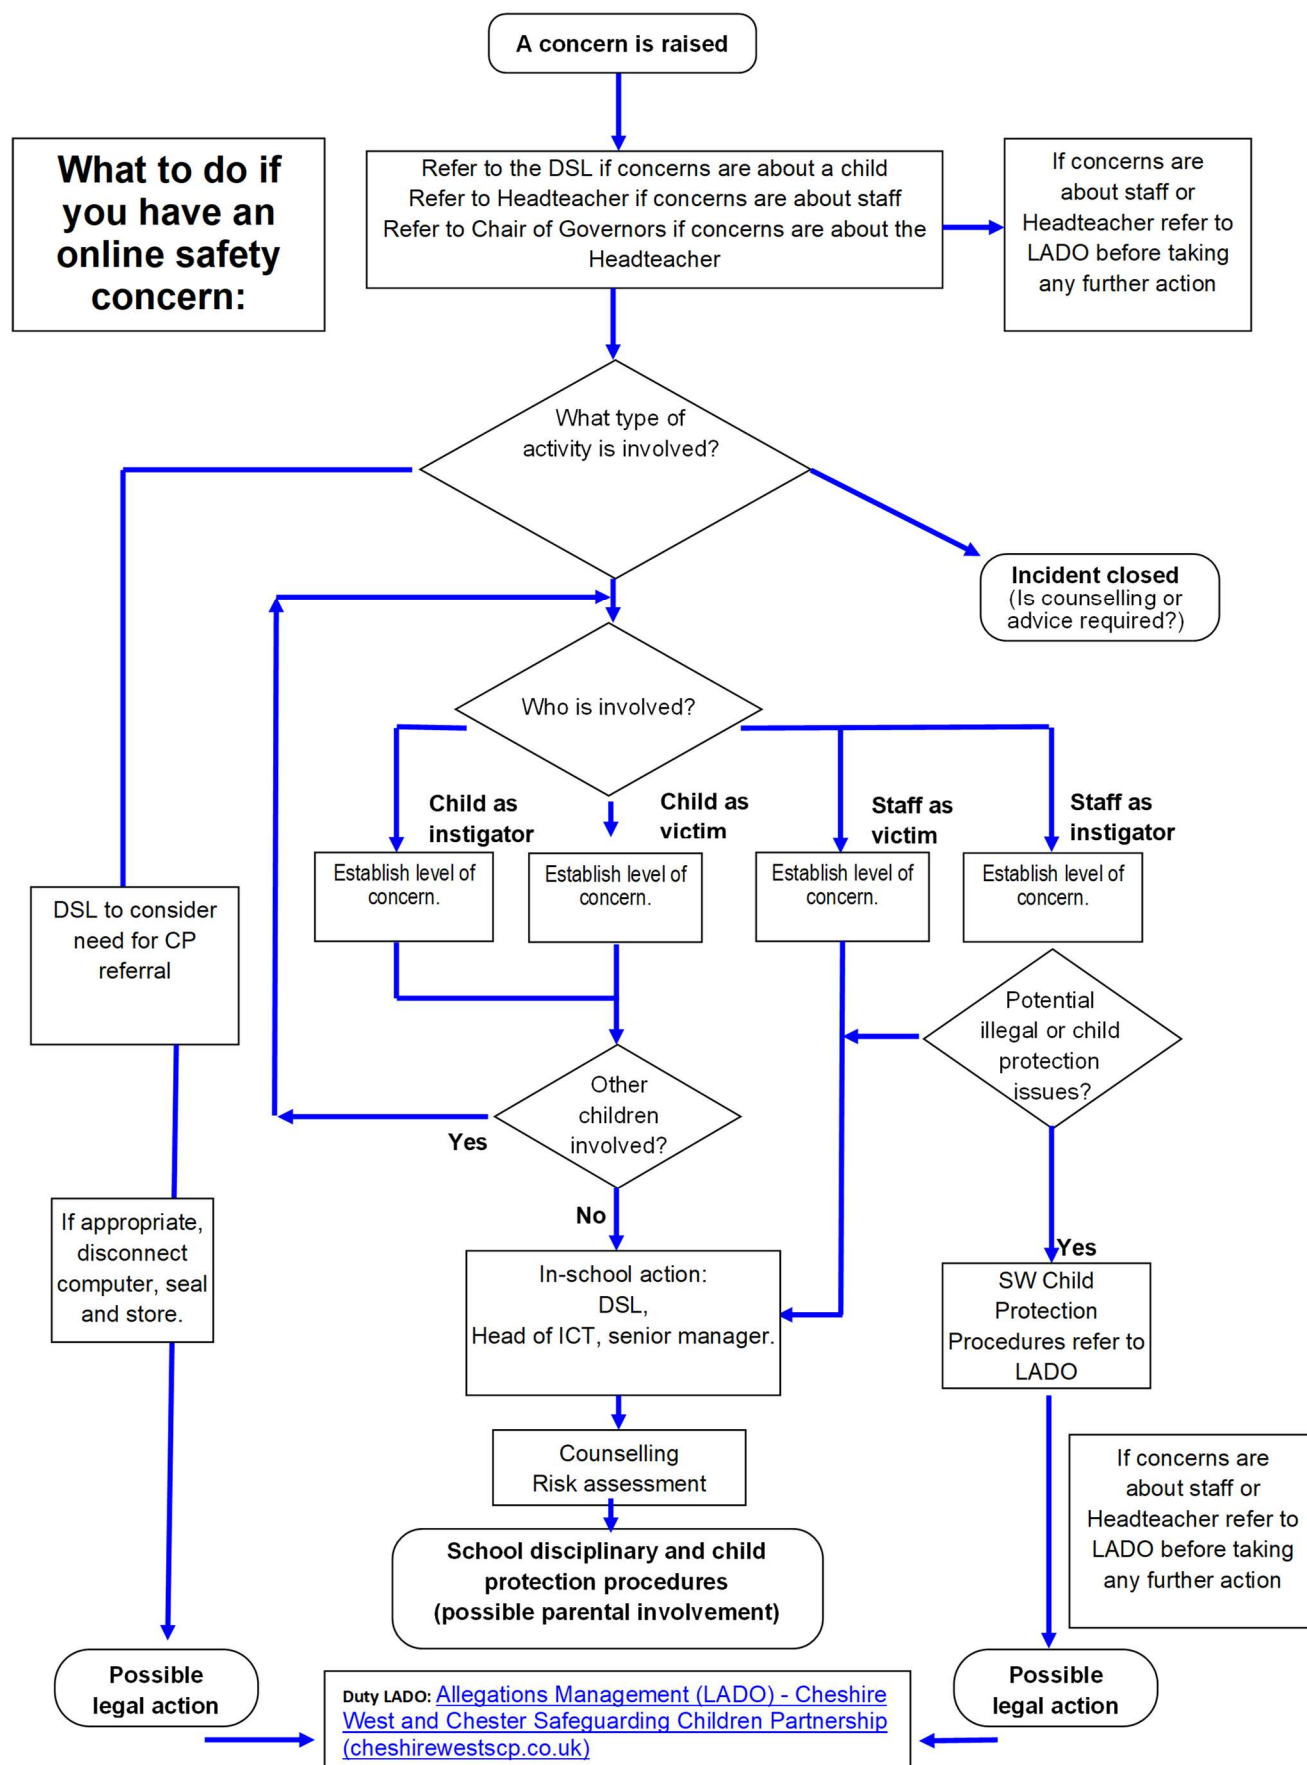 A concern is raised
What to do if
you have an
online safety
concern:
Refer to the DSL if concerns are about a child
Refer to Headteacher if concerns are about staff
Refer to Chair of Governors if concerns are about the
Headteacher
If concerns are
about staff or
Headteacher refer to
LADO before taking
any further action
What type of
activity is involved?
Incident closed
(Is counselling or
advice required?)
Who is involved?
Child as
instigator
Child as
victim
Staff as
victim
Staff as
instigator
Establish level of
concern.
Establish level of
concern.
Establish level of
concern.
Establish level of
concern.
DSL to consider
need for CP
referral
Potential
illegal or child
protection
issues?
Other
children
involved?
Yes
No
If appropriate,
disconnect
computer, seal
and store.
Yes
In-school action:
DSL,
Head of ICT, senior manager.
SW Child
Protection
Procedures refer to
LADO
Counselling
Risk assessment
If concerns are
about staff or
Headteacher refer to
LADO before taking
any further action
School disciplinary and child
protection procedures
(possible parental involvement)
Possible
legal action
Possible
legal action
Duty LADO: Allegations Management (LADO) - Cheshire
West and Chester Safeguarding Children Partnership
(cheshirewestscp.co.uk)